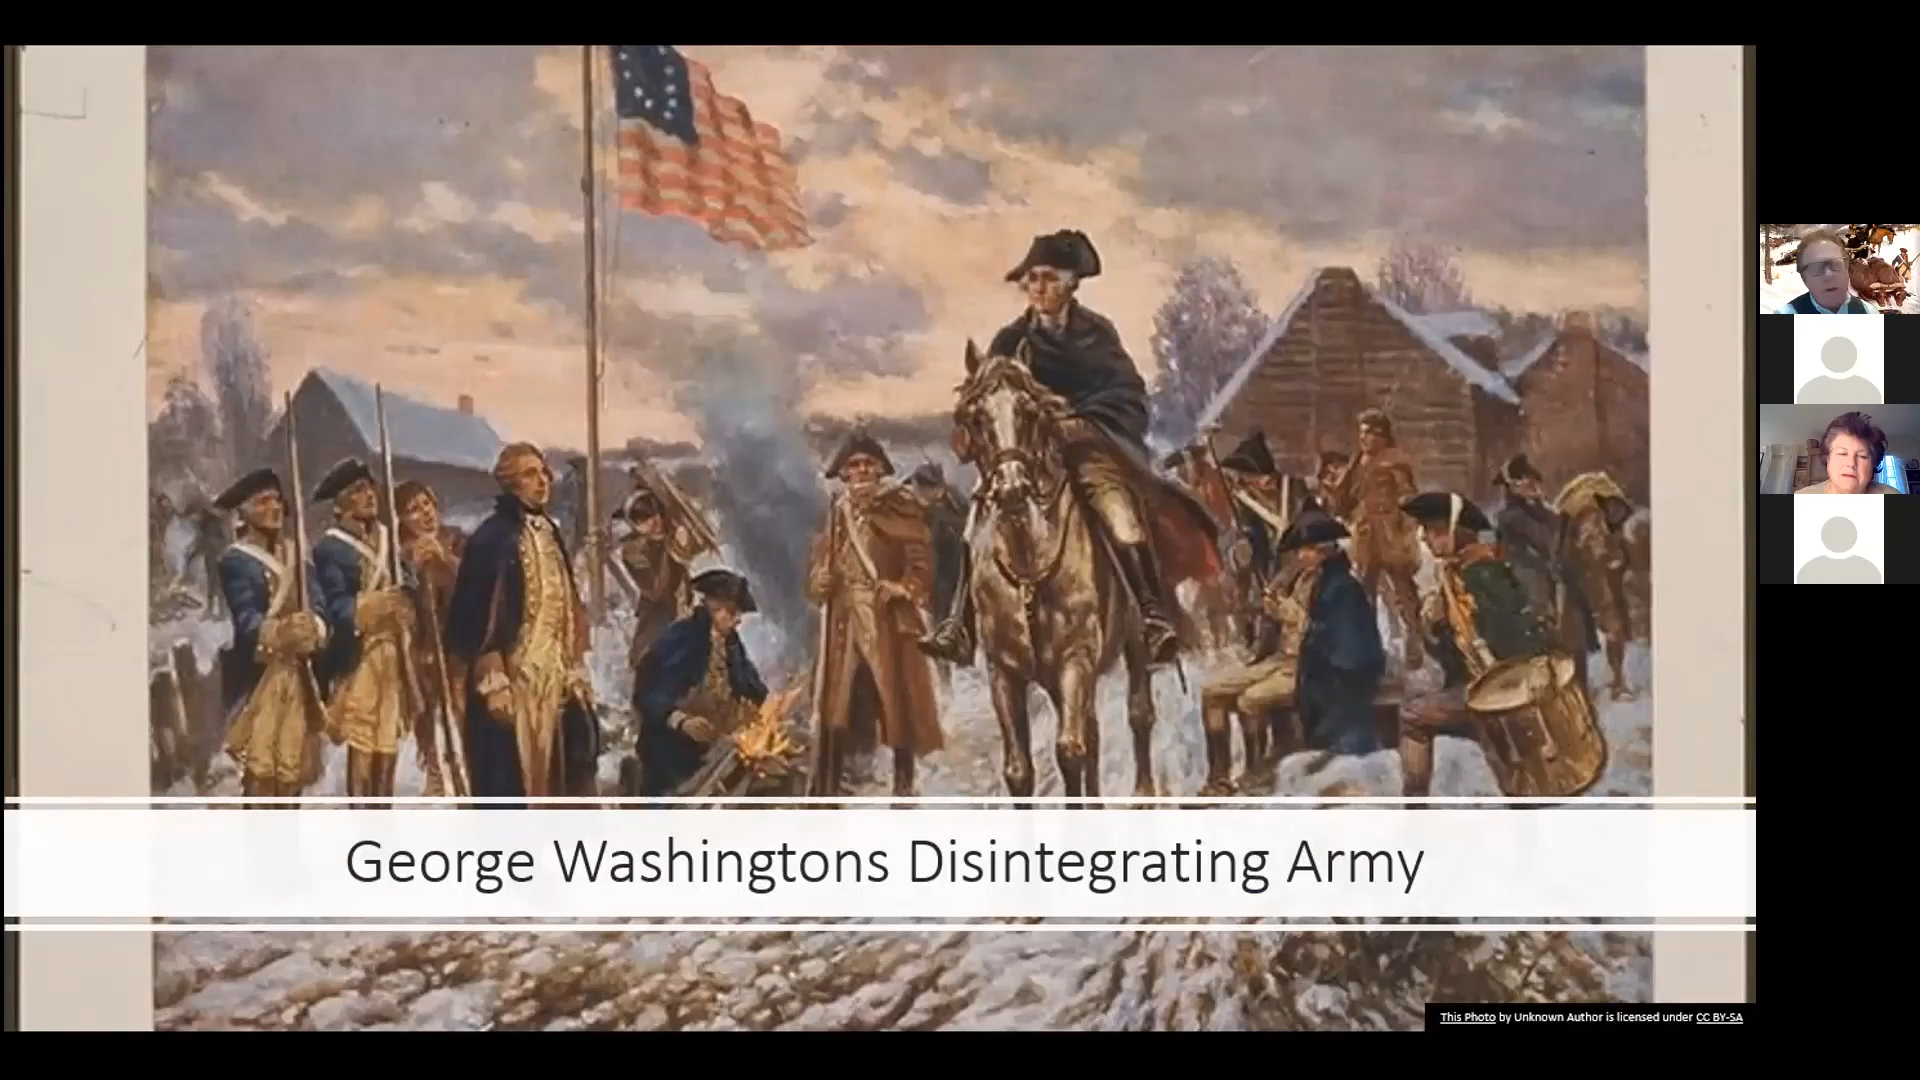 George Washingtons Disintegrating Army
This Photo by Unknown Author is licensed under CC BY-SA